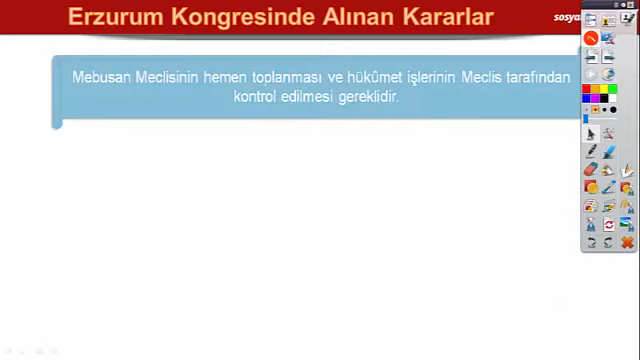 Erzurum Kongresinde Alınan Kararlar
Mebusan Meclisinin hemen toplanması ve hükûmet işlerinin Meclis tarafından
kontrol edilmesi gereklidir.